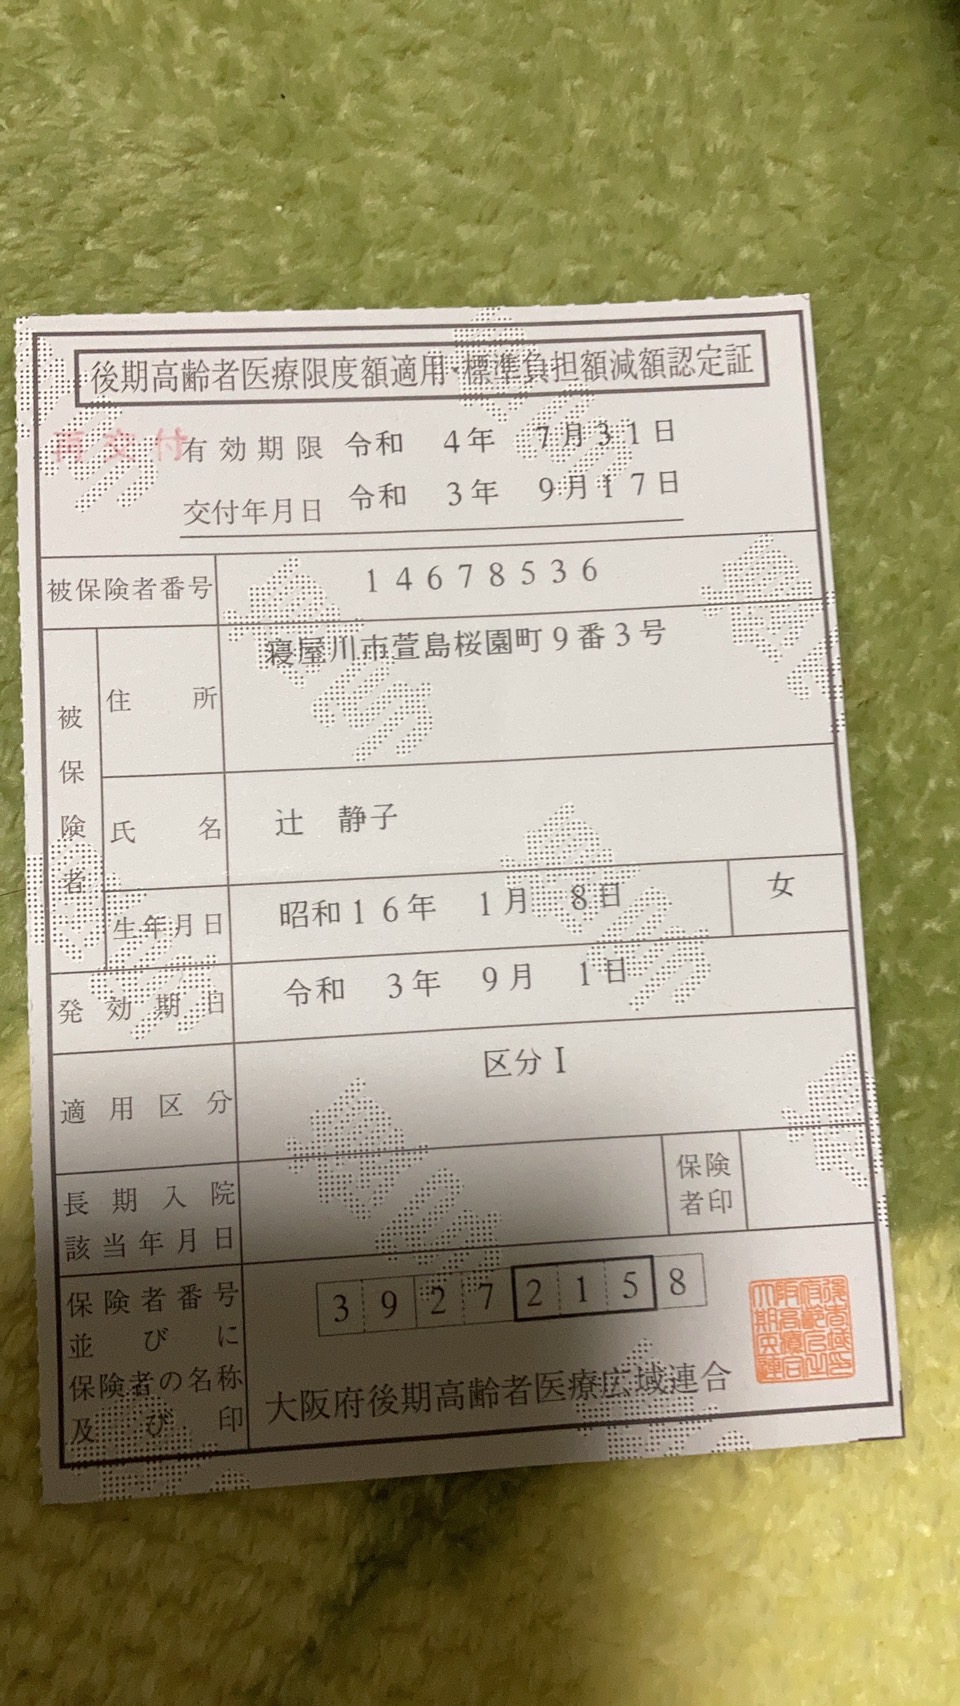 後期高齢者医療限度額適用・標準負担額減額認定証
再交付
有効期限 令和 4年 7月31日
交付年月日 令和 3年 9月17日
被保険者番号 14678536
被保険者
住所 寝屋川市萱島桜園町9番3号
氏名 辻 静子
生年月日 昭和16年 1月 8日 女
発効期日 令和 3年 9月 1日
適用区分 区分Ⅰ
長期入院該当年月日
保険者印
保険者番号並びに保険者の名称及び印
39272158
大阪府後期高齢者医療広域連合